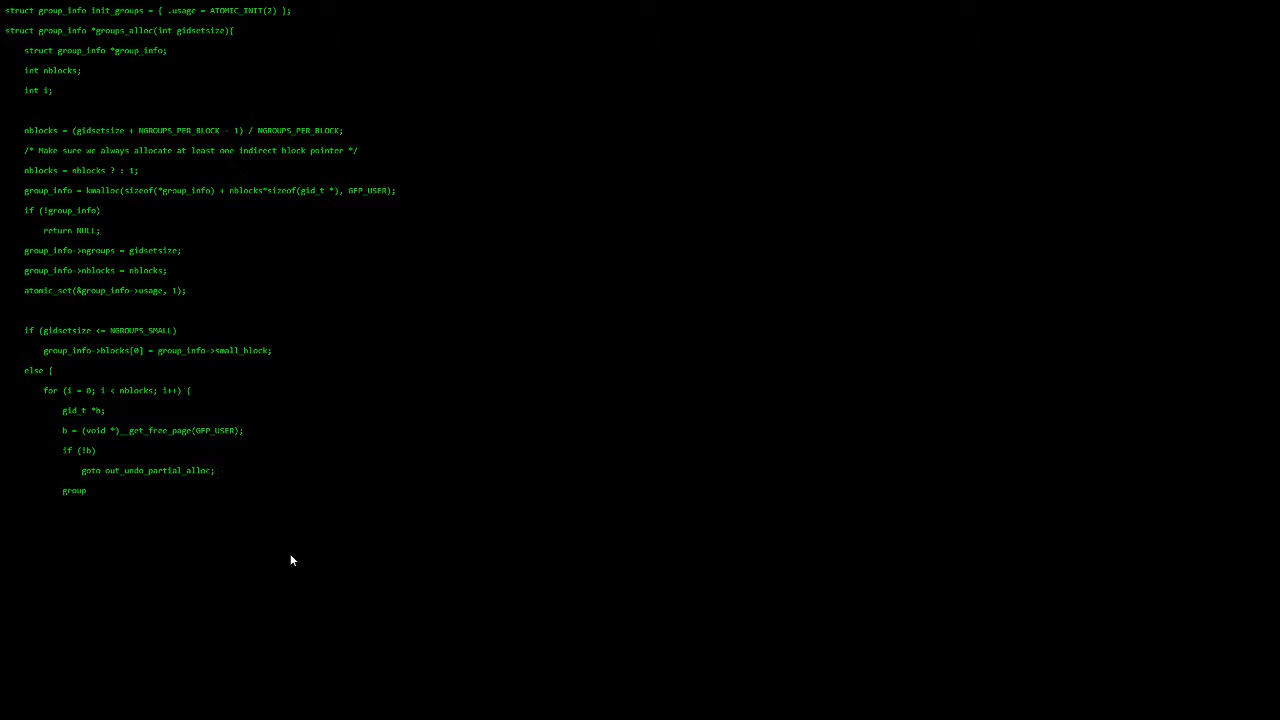 struct group_info init_groups = { .usage = ATOMIC_INIT(2) };
struct group_info *groups_alloc(int gidsetsize){
    struct group_info *group_info;
    int nblocks;
    int i;

    nblocks = (gidsetsize + NGROUPS_PER_BLOCK - 1) / NGROUPS_PER_BLOCK;
    /* Make sure we always allocate at least one indirect block pointer */
    nblocks = nblocks ? : 1;
    group_info = kmalloc(sizeof(*group_info) + nblocks*sizeof(gid_t *), GFP_USER);
    if (!group_info)
        return NULL;
    group_info->ngroups = gidsetsize;
    group_info->nblocks = nblocks;
    atomic_set(&group_info->usage, 1);

    if (gidsetsize <= NGROUPS_SMALL)
        group_info->blocks[0] = group_info->small_block;
    else {
        for (i = 0; i < nblocks; i++) {
            gid_t *b;
            b = (void *)__get_free_page(GFP_USER);
            if (!b)
                goto out_undo_partial_alloc;
            group